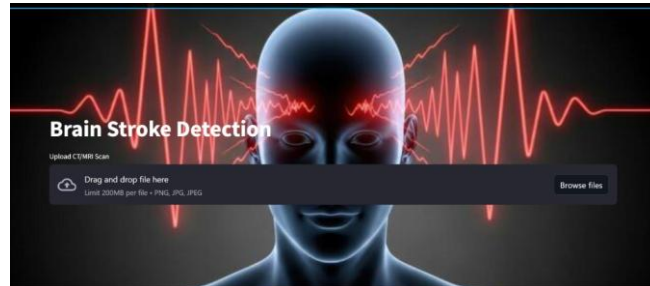 Brain Stroke Detection
Upload CT/MRI Scan
Drag and drop file here
Limit 200MB per file • PNG, JPG, JPEG
Browse files